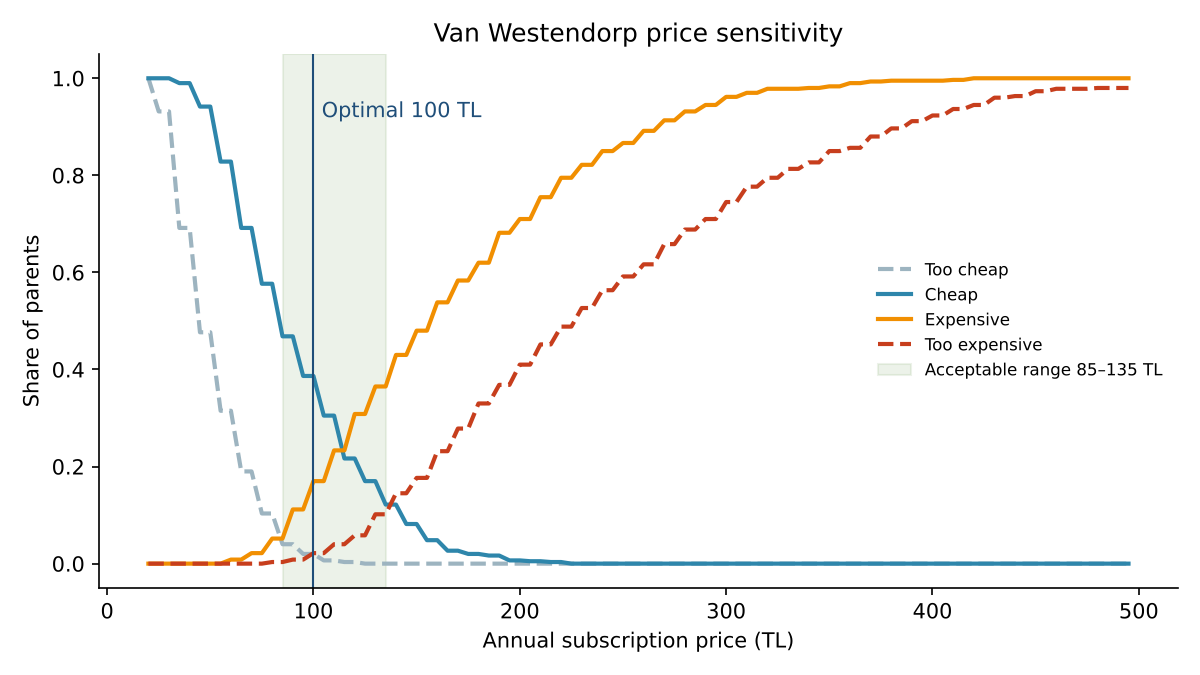 Van Westendorp price sensitivity
Optimal 100 TL
Share of parents
1.0
0.8
0.6
0.4
0.2
0.0
Too cheap
Cheap
Expensive
Too expensive
Acceptable range 85–135 TL
0 100 200 300 400 500
Annual subscription price (TL)